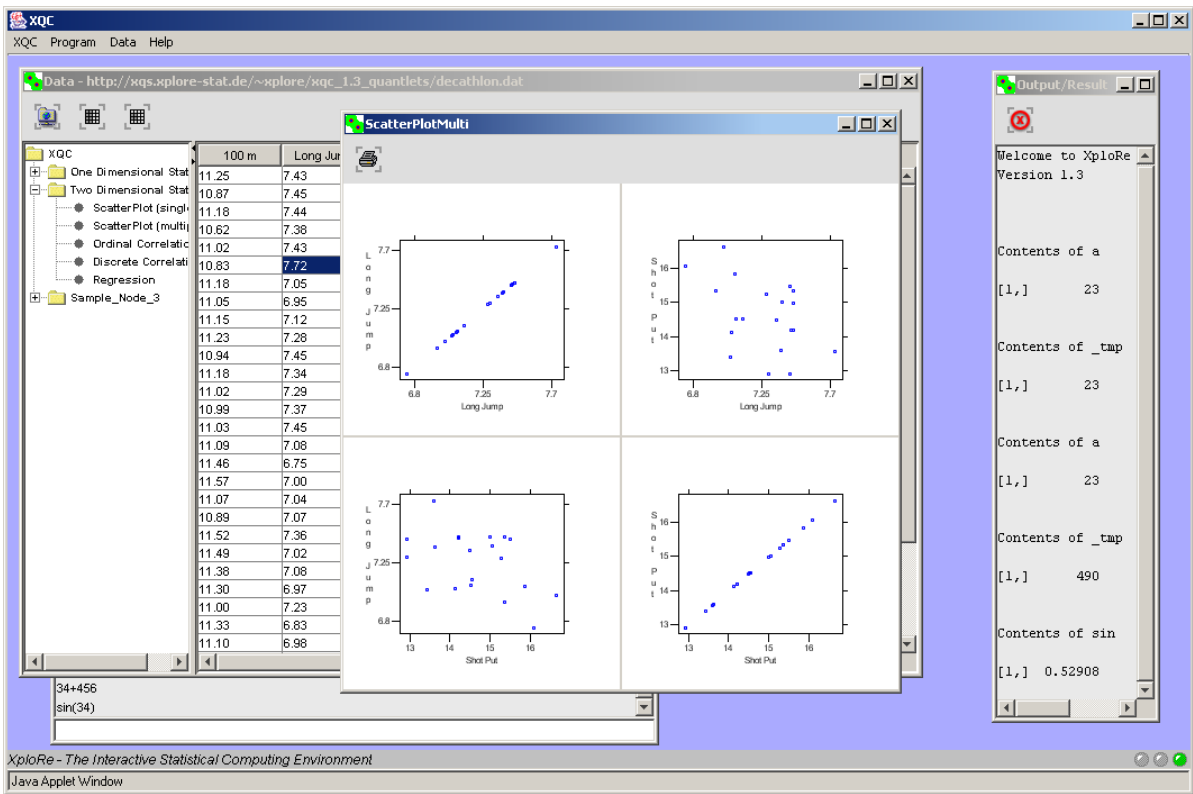 XQC
XQC Program Data Help
Data - http://xqs.xplore-stat.de/~xplore/xqc_1.3_quantlets/decathlon.dat
XQC
One Dimensional Stat
Two Dimensional Stat
ScatterPlot (singl
ScatterPlot (multi
Ordinal Correlatic
Discrete Correlati
Regression
Sample_Node_3
100 m Long Jur
11.25 7.43
10.87 7.45
11.18 7.44
10.62 7.38
11.02 7.43
10.83 7.72
11.18 7.05
11.05 6.95
11.15 7.12
11.23 7.28
10.94 7.45
11.18 7.34
11.02 7.29
10.99 7.37
11.03 7.45
11.09 7.08
11.46 6.75
11.57 7.00
11.07 7.04
10.89 7.07
11.52 7.36
11.49 7.02
11.38 7.08
11.30 6.97
11.00 7.23
11.33 6.83
11.10 6.98
ScatterPlotMulti
Long Jump
7.7
7.25
6.8
6.8 7.25 7.7
Long Jump
Shot Put
16
15
14
13
6.8 7.25 7.7
Long Jump
Long Jump
7.7
7.25
6.8
13 14 15 16
Shot Put
Shot Put
16
15
14
13
13 14 15 16
Shot Put
34+456
sin(34)
Output/Result
Welcome to XploRe
Version 1.3
Contents of a
[1,] 23
Contents of _tmp
[1,] 23
Contents of a
[1,] 23
Contents of _tmp
[1,] 490
Contents of sin
[1,] 0.52908
XploRe - The Interactive Statistical Computing Environment
Java Applet Window